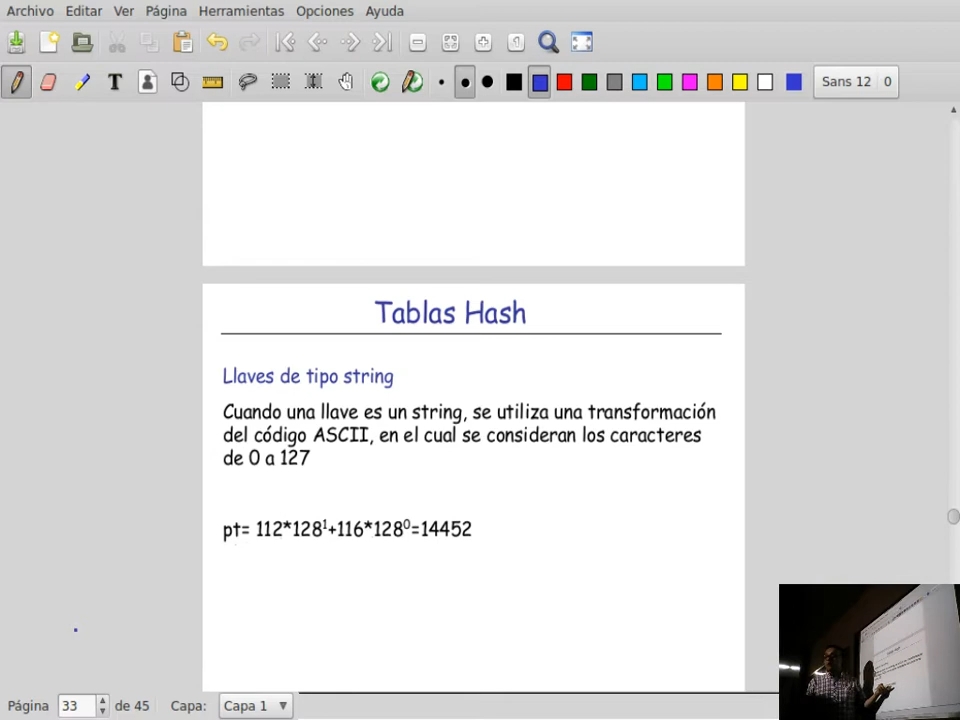 Archivo Editar Ver Página Herramientas Opciones Ayuda
T Sans 12 0
Tablas Hash
Llaves de tipo string
Cuando una llave es un string, se utiliza una transformación
del código ASCII, en el cual se consideran los caracteres
de 0 a 127
pt= 112*128¹+116*128⁰=14452
Página 33 de 45 Capa: Capa 1